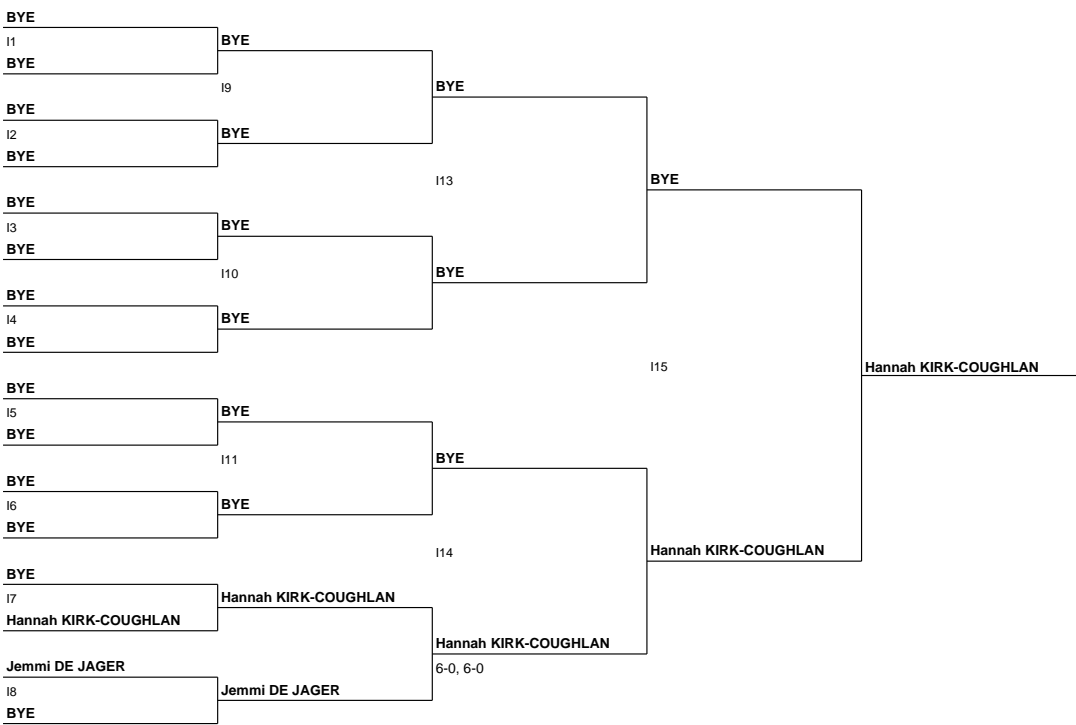 BYE
I1
BYE
BYE
I9
BYE
BYE
I2
BYE
BYE
I13
BYE
BYE
I3
BYE
BYE
I10
BYE
BYE
I4
BYE
BYE
I15
Hannah KIRK-COUGHLAN
BYE
I5
BYE
BYE
I11
BYE
BYE
I6
BYE
BYE
I14
Hannah KIRK-COUGHLAN
BYE
I7
Hannah KIRK-COUGHLAN
Hannah KIRK-COUGHLAN
Hannah KIRK-COUGHLAN
6-0, 6-0
Jemmi DE JAGER
I8
Jemmi DE JAGER
BYE